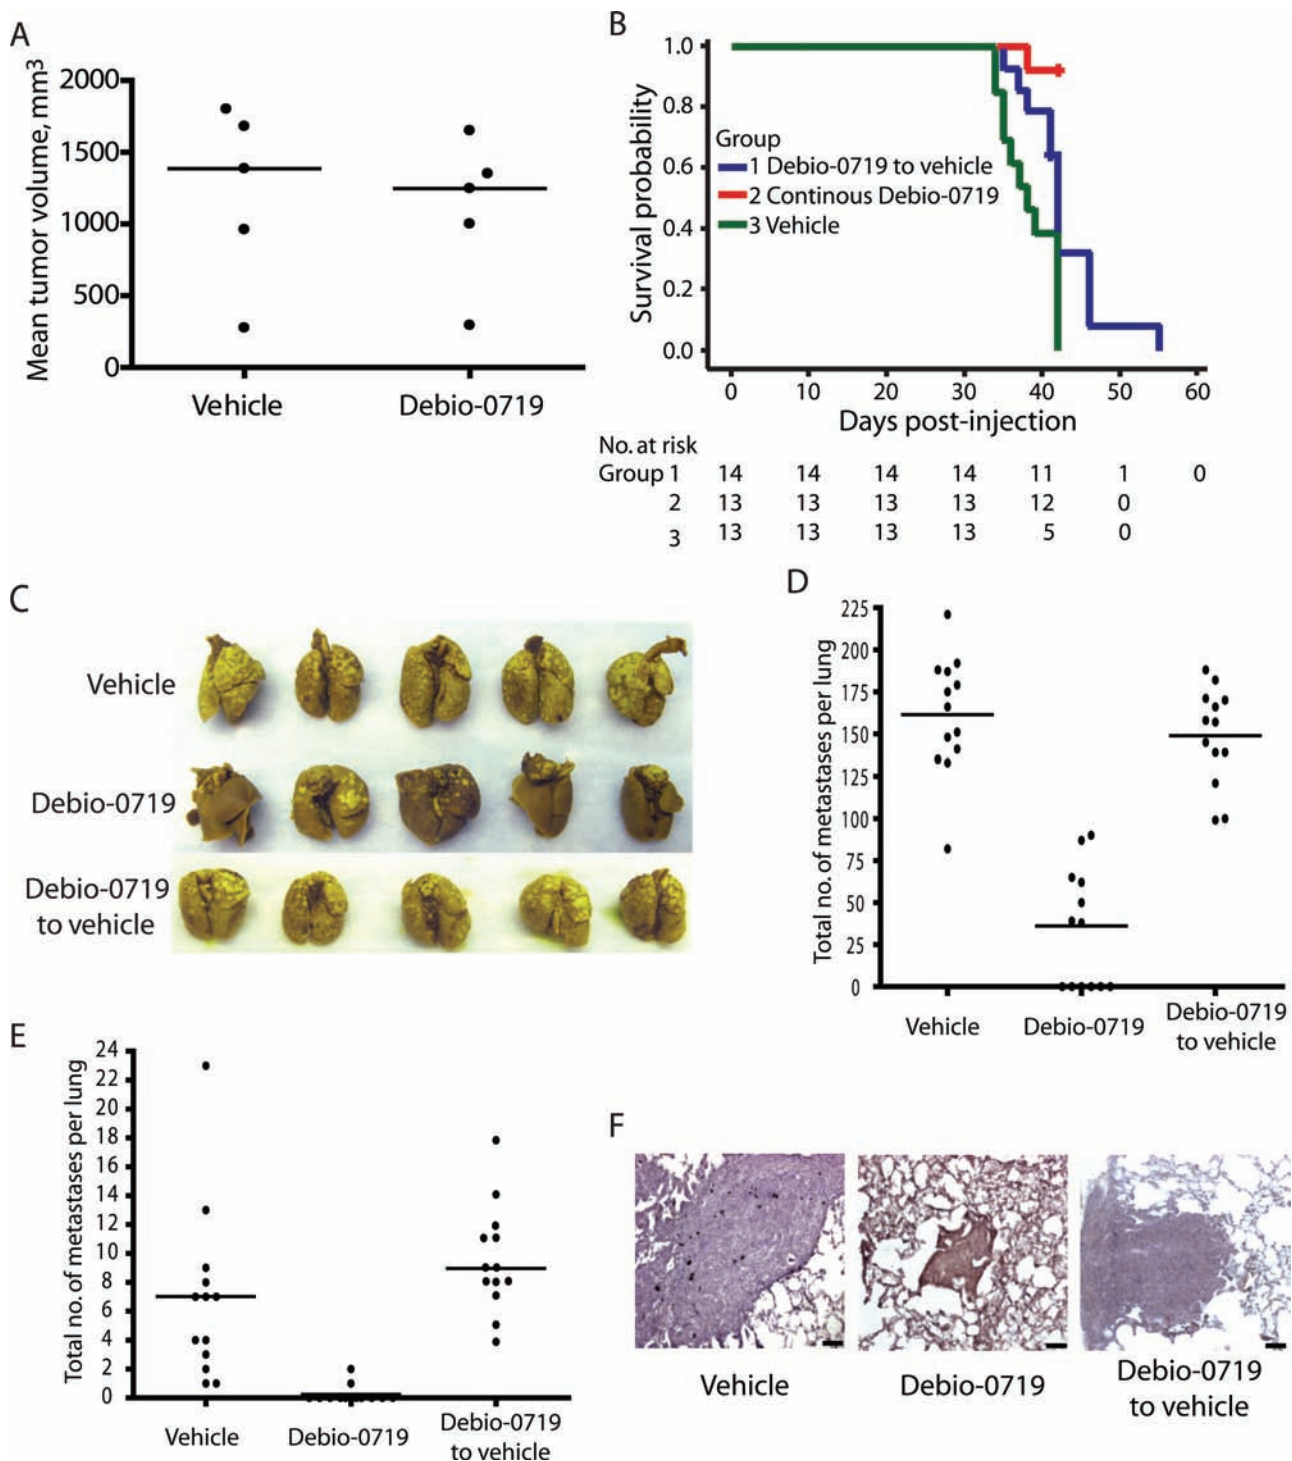 A
Mean tumor volume, mm3
2000
1500
1000
500
0
Vehicle
Debio-0719
B
Survival probability
1.0
0.8
0.6
0.4
0.2
0.0
Group
1 Debio-0719 to vehicle
2 Continous Debio-0719
3 Vehicle
0 10 20 30 40 50 60
Days post-injection
No. at risk
Group 1 14 14 14 14 11 1 0
2 13 13 13 13 12 0
3 13 13 13 13 5 0
C
Vehicle
Debio-0719
Debio-0719
to vehicle
D
Total no. of metastases per lung
225
200
175
150
125
100
75
50
25
0
Vehicle
Debio-0719
Debio-0719
to vehicle
E
Total no. of metastases per lung
24
22
20
18
16
14
12
10
8
6
4
2
0
Vehicle
Debio-0719
Debio-0719
to vehicle
F
Vehicle
Debio-0719
Debio-0719
to vehicle